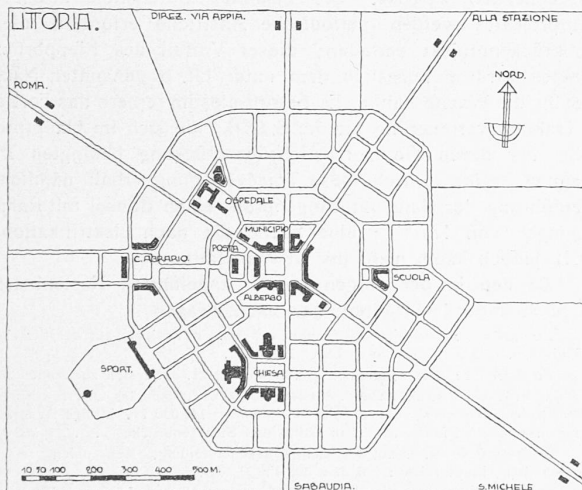 LITORIA.
DIREZ. VIA APPIA.
ALLA STAZIONE
ROMA.
NORD.
OSPEDALE
MUNICIPIO
POSTA
C. AGRARIO.
SCUOLA
ALBERGO
SPORT.
CHIESA
10 50 100 200 300 400 500 M.
SABAUDIA.
S. MICHELE